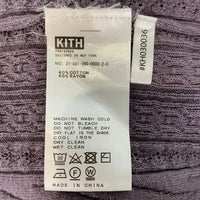 KITH
DESIGNED IN NEW YORK
60% COTTON
40% RAYON
MACHINE WASH COLD
DO NOT BLEACH
DO NOT TUMBLE DRY
DRY FLAT IN SHADE
COOL IRON
DRY CLEAN
WET CLEAN
MADE IN CHINA
#KH030036